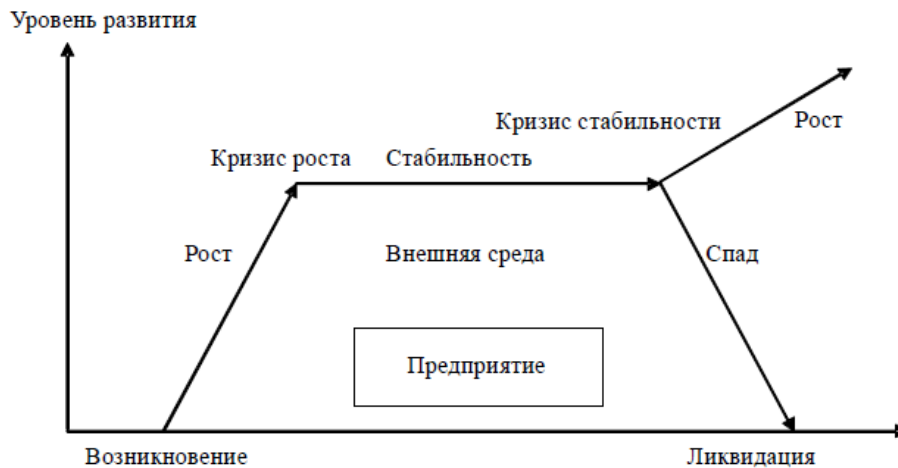 Уровень развития
Кризис стабильности
Рост
Кризис роста
Стабильность
Рост
Внешняя среда
Спад
Предприятие
Возникновение
Ликвидация